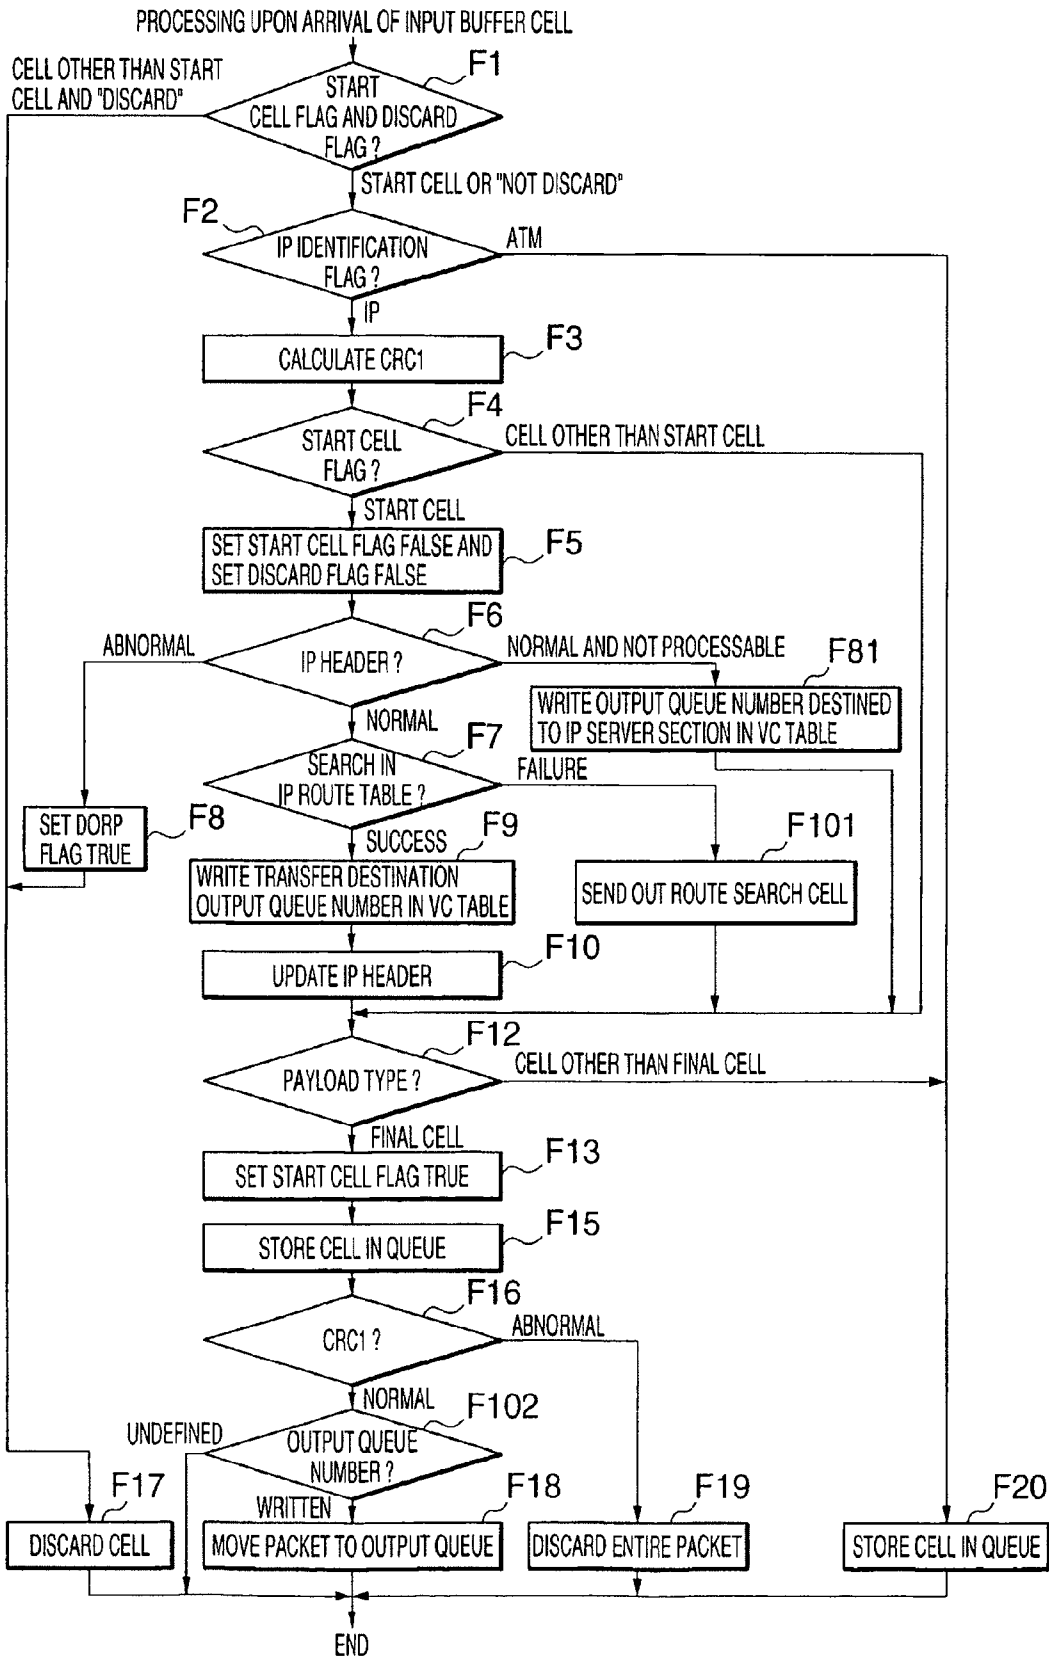 PROCESSING UPON ARRIVAL OF INPUT BUFFER CELL
CELL OTHER THAN START
CELL AND "DISCARD"
F1
START
CELL FLAG AND DISCARD
FLAG ?
START CELL OR "NOT DISCARD"
F2
IP IDENTIFICATION
FLAG ?
ATM
IP
CALCULATE CRC1
F3
F4
START CELL
FLAG ?
CELL OTHER THAN START CELL
START CELL
SET START CELL FLAG FALSE AND
SET DISCARD FLAG FALSE
F5
F6
ABNORMAL
IP HEADER ?
NORMAL AND NOT PROCESSABLE
F81
WRITE OUTPUT QUEUE NUMBER DESTINED
TO IP SERVER SECTION IN VC TABLE
NORMAL
F7
SEARCH IN
IP ROUTE TABLE ?
FAILURE
SET DORP
FLAG TRUE
F8
SUCCESS
F9
WRITE TRANSFER DESTINATION
OUTPUT QUEUE NUMBER IN VC TABLE
F101
SEND OUT ROUTE SEARCH CELL
UPDATE IP HEADER
F10
F12
PAYLOAD TYPE ?
CELL OTHER THAN FINAL CELL
FINAL CELL
SET START CELL FLAG TRUE
F13
STORE CELL IN QUEUE
F15
F16
CRC1 ?
ABNORMAL
NORMAL
F102
UNDEFINED
OUTPUT QUEUE
NUMBER ?
WRITTEN
F17
DISCARD CELL
F18
MOVE PACKET TO OUTPUT QUEUE
F19
DISCARD ENTIRE PACKET
F20
STORE CELL IN QUEUE
END